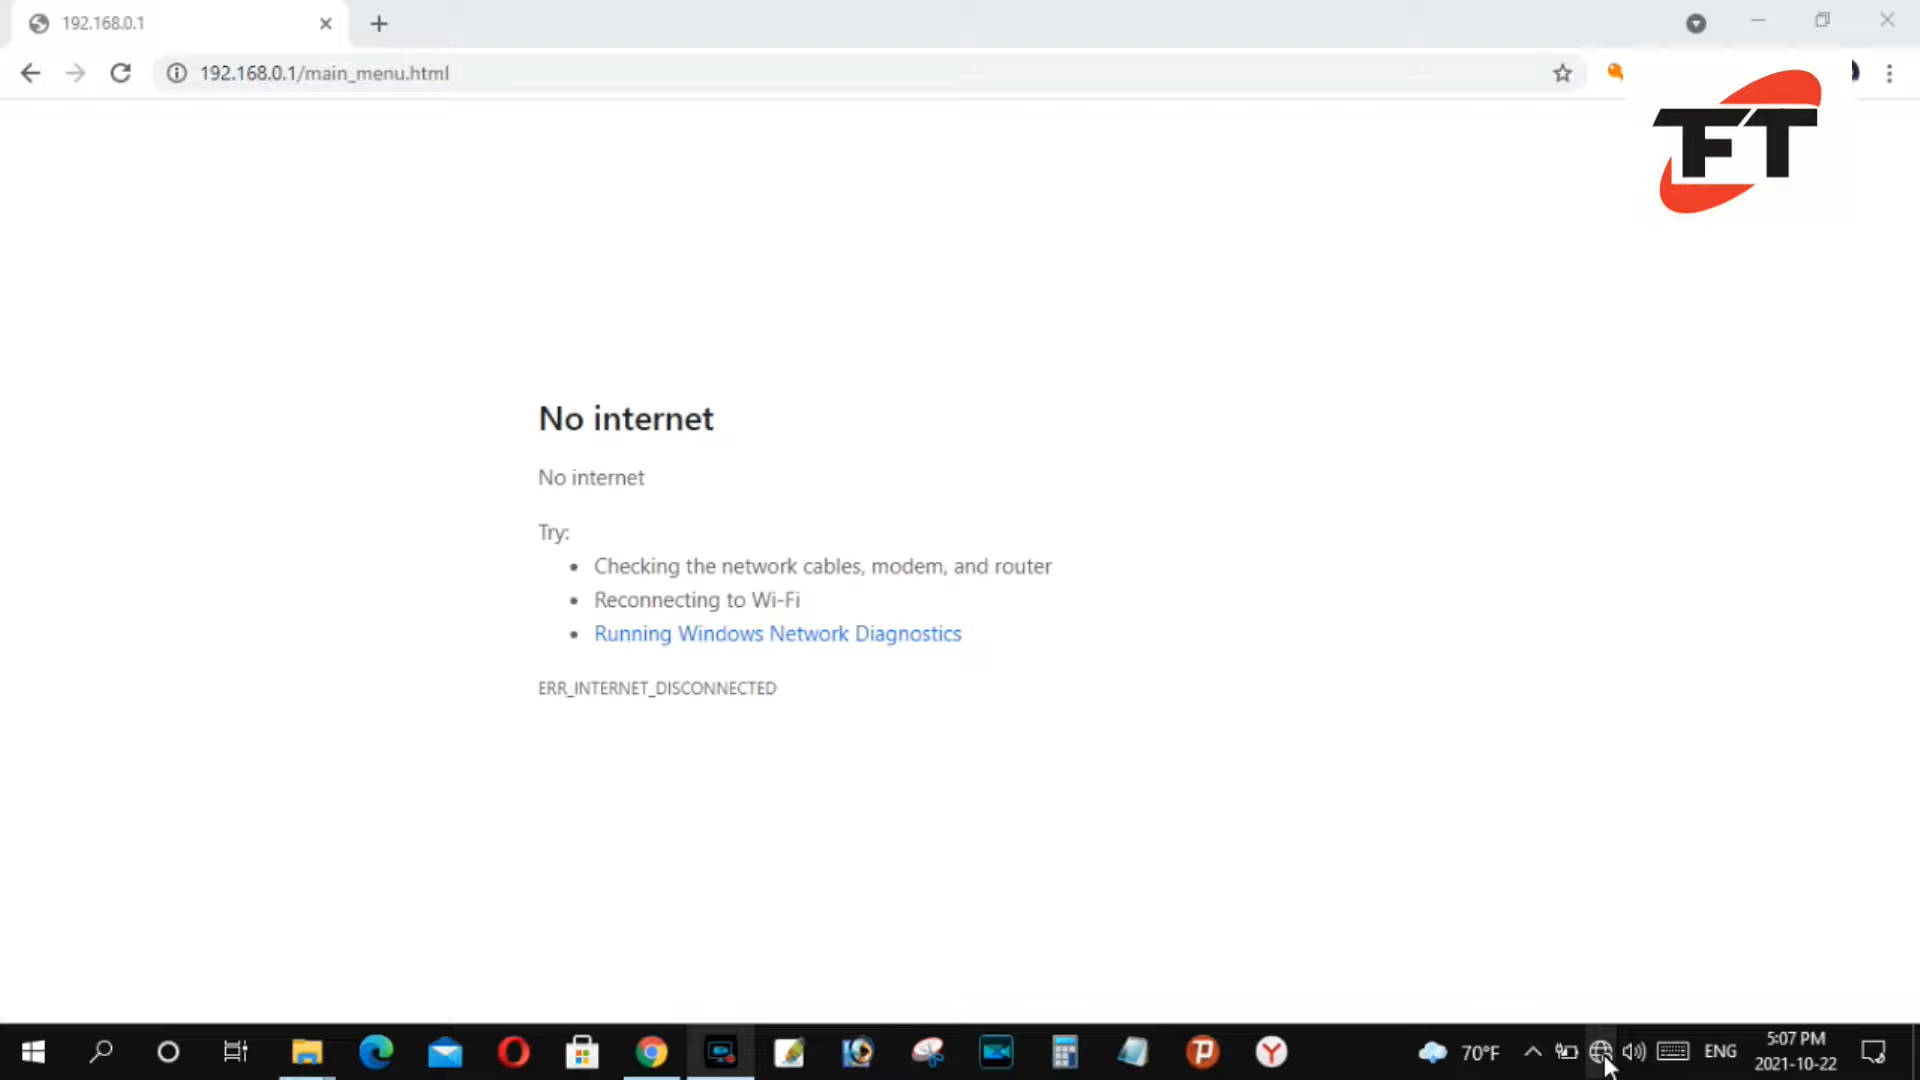 192.168.0.1
192.168.0.1/main_menu.html
FT
No internet
No internet
Try:
Checking the network cables, modem, and router
Reconnecting to Wi-Fi
Running Windows Network Diagnostics
ERR_INTERNET_DISCONNECTED
70°F
ENG
5:07 PM
2021-10-22